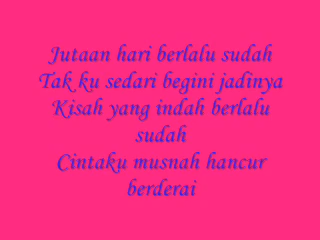 Jutaan hari berlalu sudah
Tak ku sedari begini jadinya
Kisah yang indah berlalu
sudah
Cintaku musnah hancur
berderai